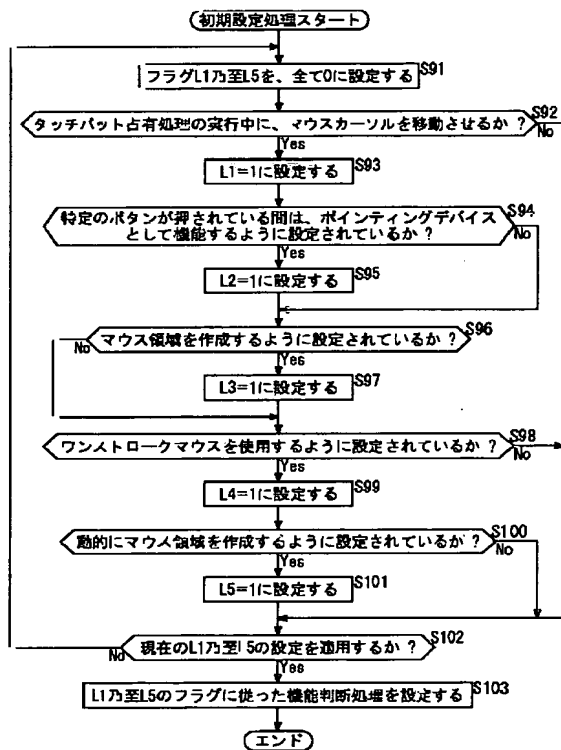 初期設定処理スタート
フラグL1乃至L5を、全て0に設定する
S91
タッチパット占有処理の実行中に、マウスカーソルを移動させるか ?
S92
No
Yes
L1=1に設定する
S93
特定のボタンが押されている間は、ポインティングデバイス
として機能するように設定されているか ?
S94
No
Yes
L2=1に設定する
S95
マウス領域を作成するように設定されているか ?
S96
No
Yes
L3=1に設定する
S97
ワンストロークマウスを使用するように設定されているか ?
S98
No
Yes
L4=1に設定する
S99
動的にマウス領域を作成するように設定されているか ?
S100
No
Yes
L5=1に設定する
S101
現在のL1乃至L5の設定を適用するか ?
S102
No
Yes
L1乃至L5のフラグに従った機能判断処理を設定する
S103
エンド